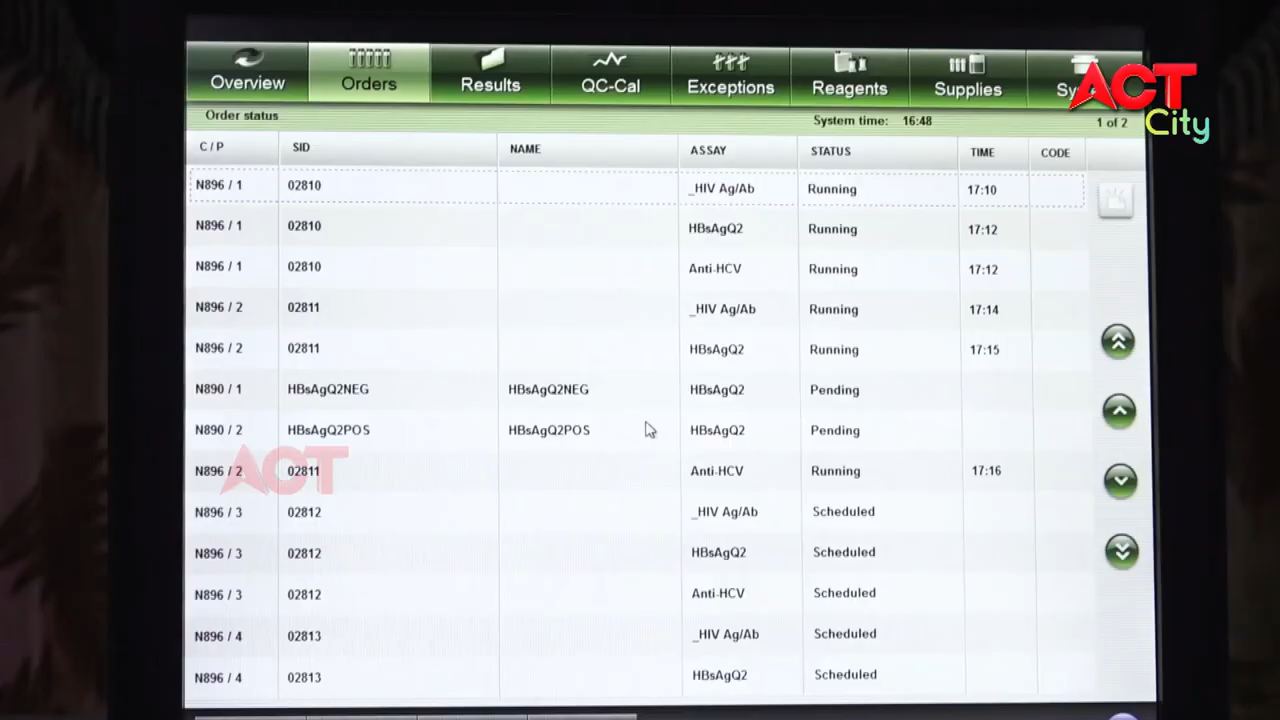 Overview Orders Results QC-Cal Exceptions Reagents Supplies
ACT
City
Order status System time: 16:48 1 of 2
C / P SID NAME ASSAY STATUS TIME CODE
N896 / 1 02810 _HIV Ag/Ab Running 17:10
N896 / 1 02810 HBsAgQ2 Running 17:12
N896 / 1 02810 Anti-HCV Running 17:12
N896 / 2 02811 _HIV Ag/Ab Running 17:14
N896 / 2 02811 HBsAgQ2 Running 17:15
N890 / 1 HBsAgQ2NEG HBsAgQ2NEG HBsAgQ2 Pending
N890 / 2 HBsAgQ2POS HBsAgQ2POS HBsAgQ2 Pending
ACT
N896 / 2 02811 Anti-HCV Running 17:16
N896 / 3 02812 _HIV Ag/Ab Scheduled
N896 / 3 02812 HBsAgQ2 Scheduled
N896 / 3 02812 Anti-HCV Scheduled
N896 / 4 02813 _HIV Ag/Ab Scheduled
N896 / 4 02813 HBsAgQ2 Scheduled